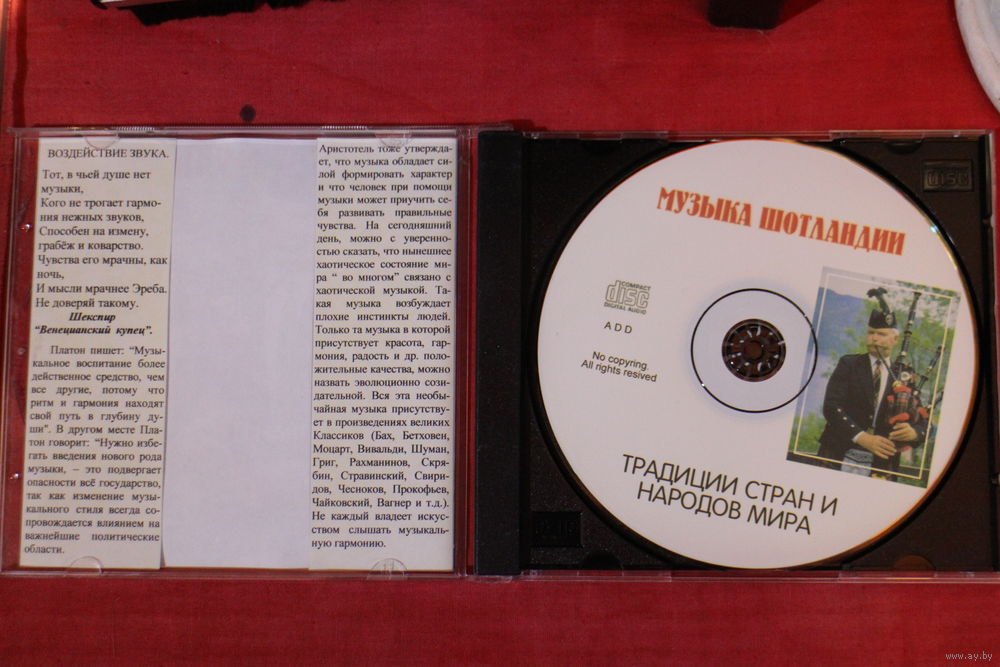 ВОЗДЕЙСТВИЕ ЗВУКА.
Тот, в чьей душе нет
музыки,
Кого не трогает гармо-
ния нежных звуков,
Способен на измену,
грабёж и коварство.
Чувства его мрачны, как
ночь,
И мысли мрачнее Эреба.
Не доверяй такому.
Шекспир
“Венецианский купец”.
Платон пишет: “Музы-
кальное воспитание более
действенное средство, чем
все другие, потому что
ритм и гармония находят
свой путь в глубину ду-
ши". В другом месте Пла-
тон говорит: “Нужно избе-
гать введения нового рода
музыки, – это подвергает
опасности всё государство,
так как изменение музы-
кального стиля всегда со-
провождается влиянием на
важнейшие политические
области.
Аристотель тоже утвержда-
ет, что музыка обладает си-
лой формировать характер
и что человек при помощи
музыки может приучить се-
бя развивать правильные
чувства. На сегодняшний
день, можно с уверенно-
стью сказать, что нынешнее
хаотическое состояние ми-
ра “ во многом” связано с
хаотической музыкой. Та-
кая музыка возбуждает
плохие инстинкты людей.
Только та музыка в которой
присутствует красота, гар-
мония, радость и др. поло-
жительные качества, можно
назвать эволюционно сози-
дательной. Вся эта необы-
чайная музыка присутству-
ет в произведениях великих
Классиков (Бах, Бетховен,
Моцарт, Вивальди, Шуман,
Григ, Рахманинов, Скря-
бин, Стравинский, Свири-
дов, Чесноков, Прокофьев,
Чайковский, Вагнер и т.д.).
Не каждый владеет искус-
ством слышать музыкаль-
ную гармонию.
МУЗЫКА ШОТЛАНДИИ
COMPACT
disc
DIGITAL AUDIO
A D D
No copyring.
All rights resived
ТРАДИЦИИ СТРАН И
НАРОДОВ МИРА
DISC
www.ay.by